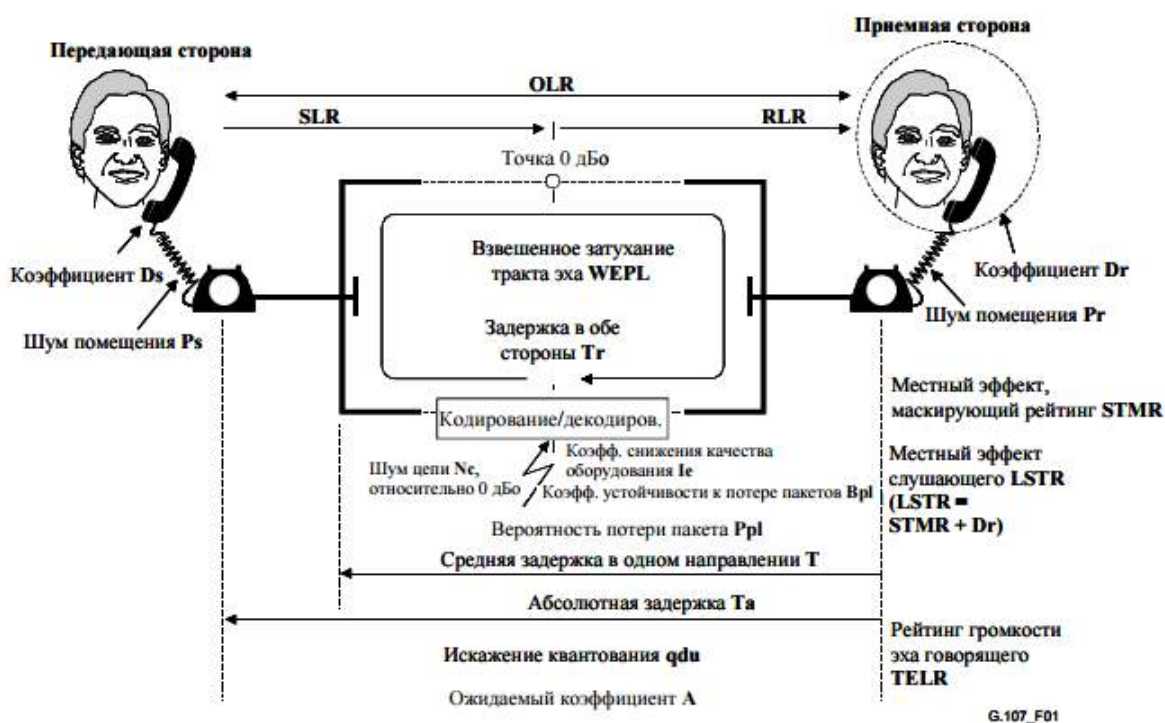 Передающая сторона
Приемная сторона
OLR
SLR
RLR
Точка 0 дБо
Коэффициент Ds
Взвешенное затухание
тракта эха WEPL
Коэффициент Dr
Шум помещения Ps
Шум помещения Pr
Задержка в обе
стороны Tr
Местный эффект,
маскирующий рейтинг STMR
Кодирование/декодиров.
Шум цепи Nc,
относительно 0 дБо
Коэфф. снижения качества
оборудования Ie
Коэфф. устойчивости к потере пакетов Bpl
Местный эффект
слушающего LSTR
(LSTR =
STMR + Dr)
Вероятность потери пакета Ppl
Средняя задержка в одном направлении T
Абсолютная задержка Ta
Рейтинг громкости
эха говорящего
TELR
Искажение квантования qdu
Ожидаемый коэффициент A
G.107_F01